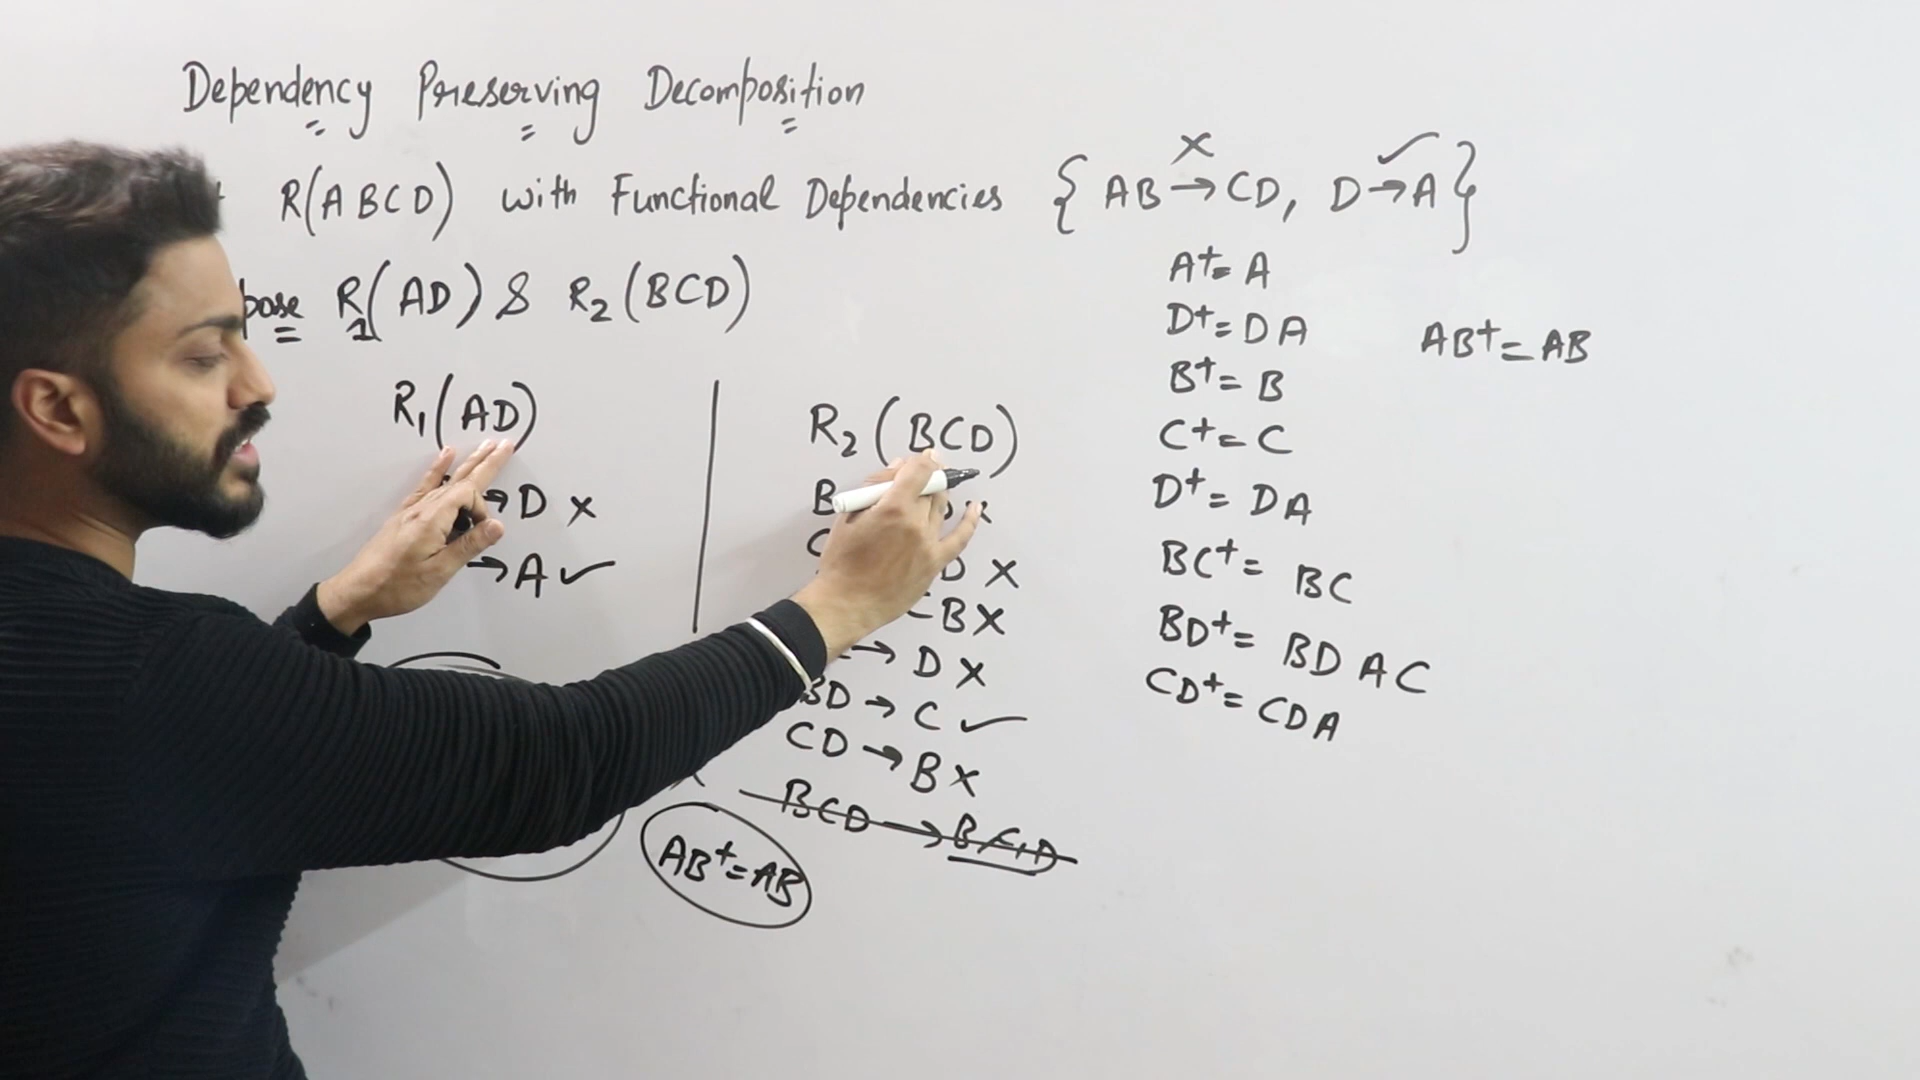 Dependency Preserving Decomposition
R(ABCD) with Functional Dependencies { AB → CD, D → A }
× ✓
R1(AD) & R2(BCD)
R1(AD)
→ D ×
→ A ✓
R2(BCD)
B
D ×
CB ×
→ D ×
BD → C ✓
CD → B ×
BCD → BCD
AB+ = AB
A+ = A
D+ = DA
B+ = B
C+ = C
D+ = DA
BC+ = BC
BD+ = BDAC
CD+ = CDA
AB+ = AB